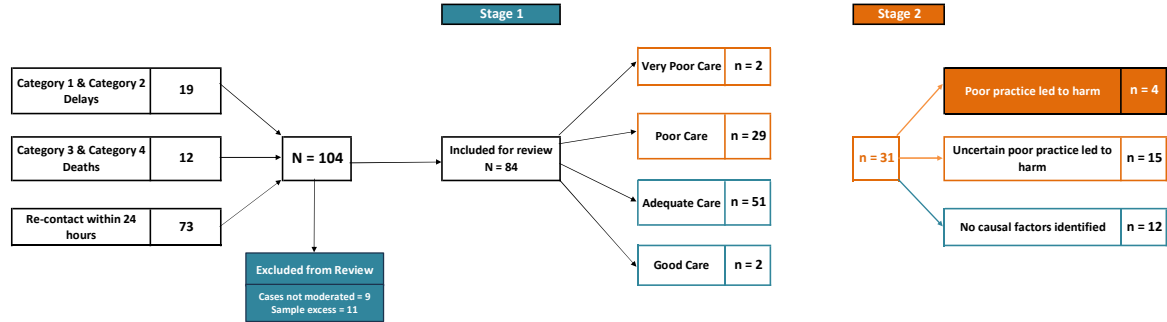 Stage 1
Stage 2
Category 1 & Category 2
Delays
19
Category 3 & Category 4
Deaths
12
Re-contact within 24
hours
73
N = 104
Excluded from Review
Cases not moderated = 9
Sample excess = 11
Included for review
N = 84
Very Poor Care
n = 2
Poor Care
n = 29
Adequate Care
n = 51
Good Care
n = 2
n = 31
Poor practice led to harm
n = 4
Uncertain poor practice led to
harm
n = 15
No causal factors identified
n = 12